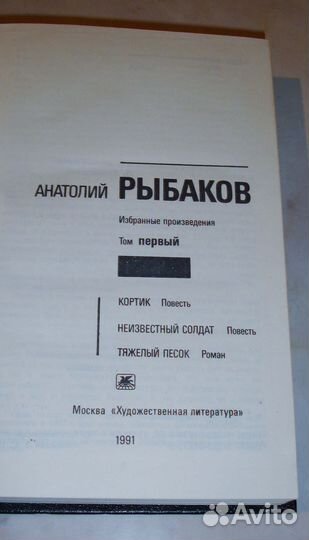 АНАТОЛИЙ РЫБАКОВ
Избранные произведения
Том первый
КОРТИК Повесть
НЕИЗВЕСТНЫЙ СОЛДАТ Повесть
ТЯЖЕЛЫЙ ПЕСОК Роман
Москва «Художественная литература»
1991
Avito